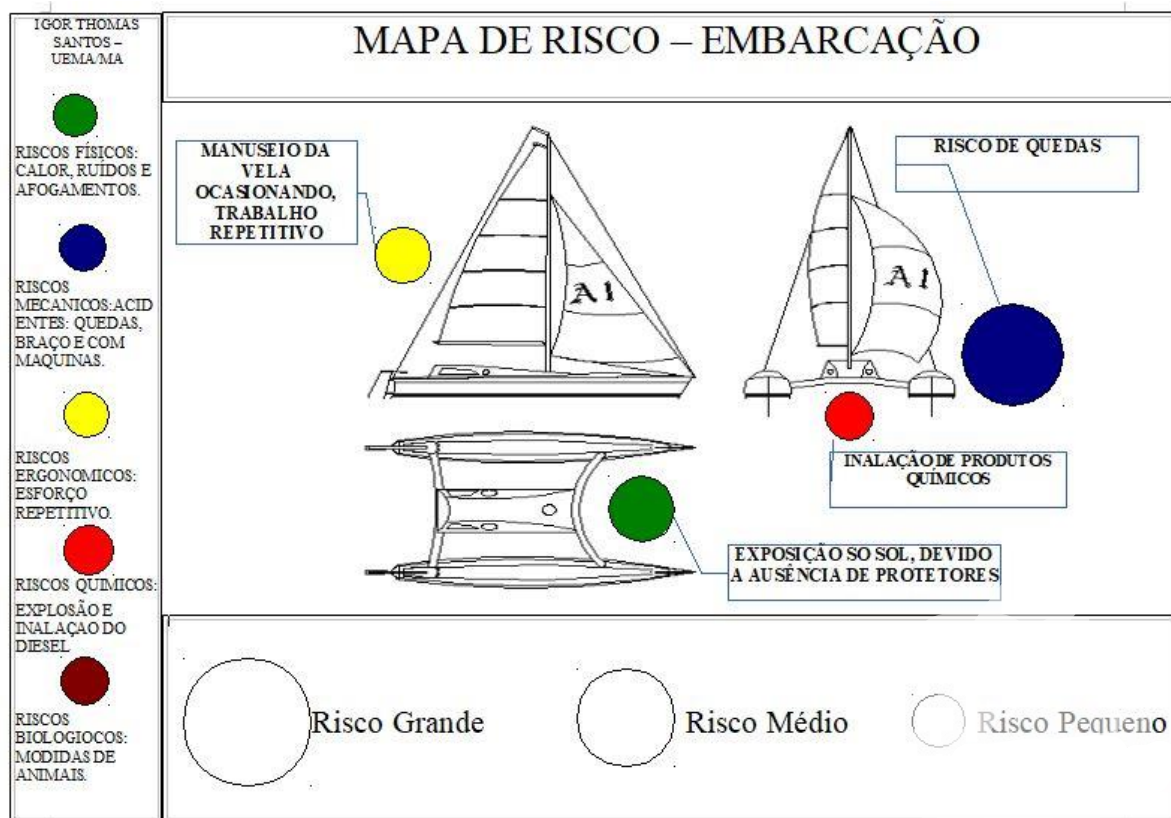 IGOR THOMAS
SANTOS –
UEMA/MA
RISCOS FÍSICOS:
CALOR, RUÍDOS E
AFOGAMENTOS.
RISCOS
MECANICOS:ACID
ENTES: QUEDAS,
BRAÇO E COM
MAQUINAS.
RISCOS
ERGONOMICOS:
ESFORÇO
REPETITIVO.
RISCOS QUIMICOS:
EXPLOSÃO E
INALAÇAO DO
DIESEL
RISCOS
BIOLOGIOCOS:
MODIDAS DE
ANIMAIS.
MAPA DE RISCO – EMBARCAÇÃO
MANUSEIO DA
VELA
OCASIONANDO,
TRABALHO
REPETITIVO
RISCO DE QUEDAS
A1
A1
INALAÇÃO DE PRODUTOS
QUÍMICOS
EXPOSIÇÃO SO SOL, DEVIDO
A AUSÊNCIA DE PROTETORES
Risco Grande
Risco Médio
Risco Pequeno